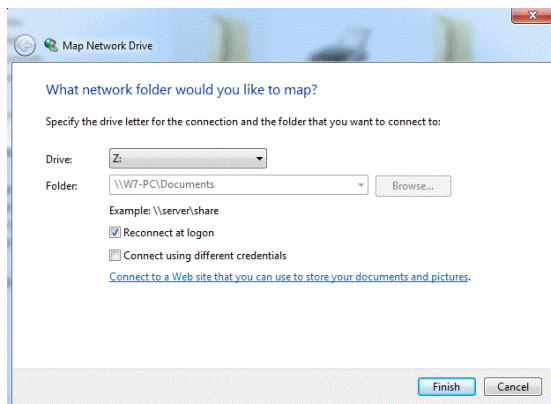 Map Network Drive
What network folder would you like to map?
Specify the drive letter for the connection and the folder that you want to connect to:
Drive: Z:
Folder: \\W7-PC\Documents Browse...
Example: \\server\share
Reconnect at logon
Connect using different credentials
Connect to a Web site that you can use to store your documents and pictures.
Finish Cancel